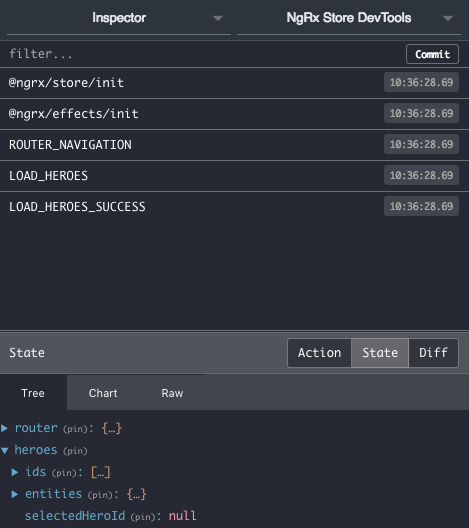 Inspector NgRx Store DevTools
filter... Commit
@ngrx/store/init 10:36:28.69
@ngrx/effects/init 10:36:28.69
ROUTER_NAVIGATION 10:36:28.69
LOAD_HEROES 10:36:28.69
LOAD_HEROES_SUCCESS 10:36:28.69
State Action State Diff
Tree Chart Raw
router (pin): {…}
heroes (pin)
ids (pin): […]
entities (pin): {…}
selectedHeroId (pin): null